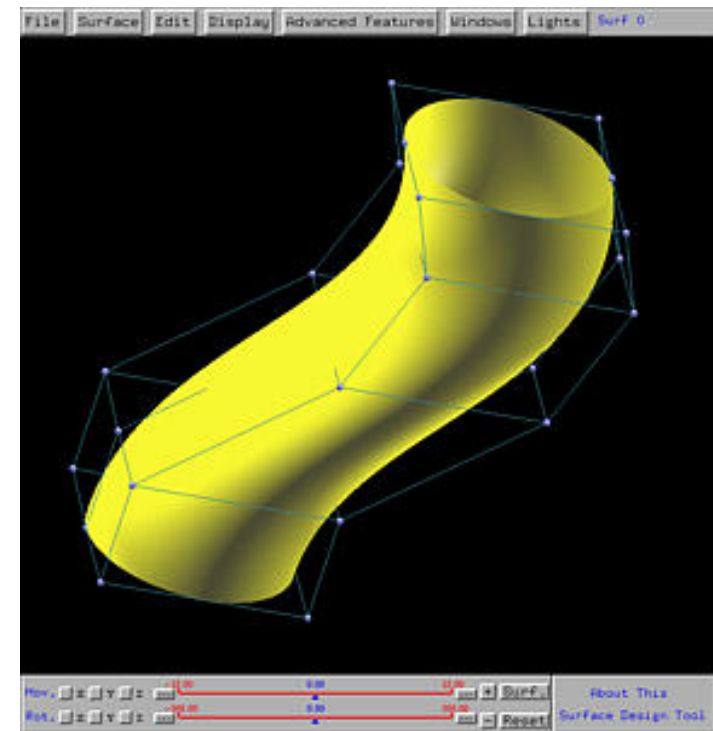 File Surface Edit Display Advanced Features Windows Lights Surf 0
Mov. X Y Z 0.00 + Surf.
Rot. X Y Z 0.00 - Reset
About This
Surface Design Tool